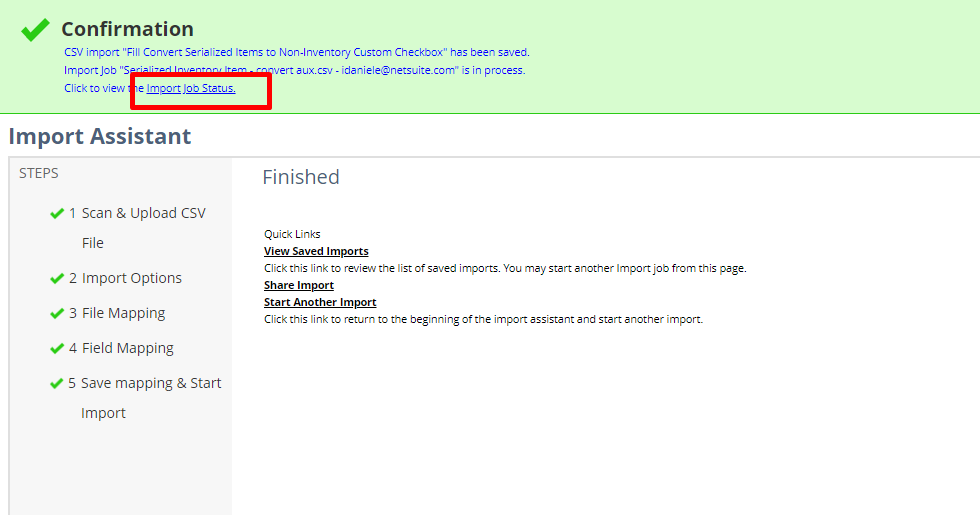 Confirmation
CSV import "Fill Convert Serialized Items to Non-Inventory Custom Checkbox" has been saved.
Import Job "Serialized Inventory Item - convert aux.csv - idaniele@netsuite.com" is in process.
Click to view the Import Job Status.
Import Assistant
STEPS
1 Scan & Upload CSV
File
2 Import Options
3 File Mapping
4 Field Mapping
5 Save mapping & Start
Import
Finished
Quick Links
View Saved Imports
Click this link to review the list of saved imports. You may start another Import job from this page.
Share Import
Start Another Import
Click this link to return to the beginning of the import assistant and start another import.